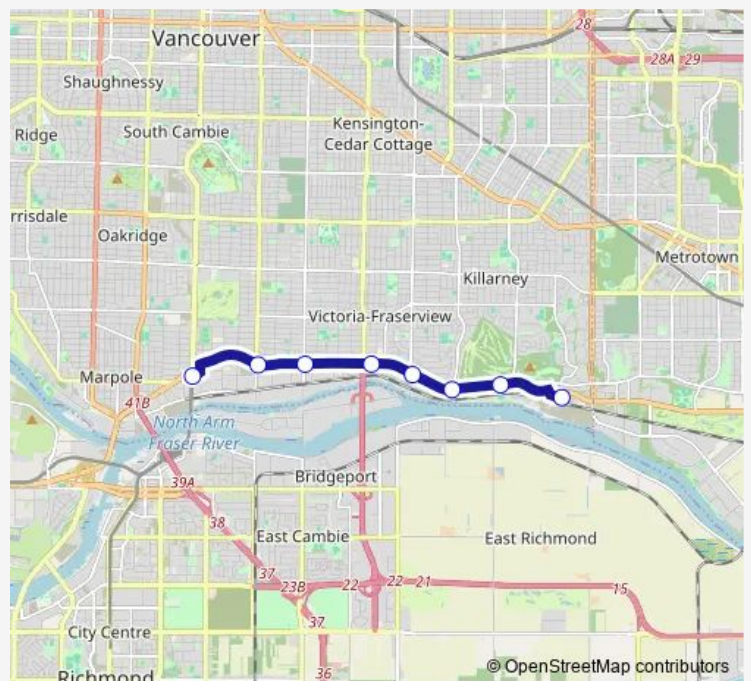 28
Vancouver
28A 29
Shaughnessy
Kensington-
Cedar Cottage
Ridge
South Cambie
rrisdale
Oakridge
Metrotown
Killarney
Victoria-Fraserview
Marpole
41B
North Arm
Fraser River
Bridgeport
39A
38
East Cambie
East Richmond
37
23B
22
22
21
15
37
City Centre
36
Richmond
© OpenStreetMap contributors